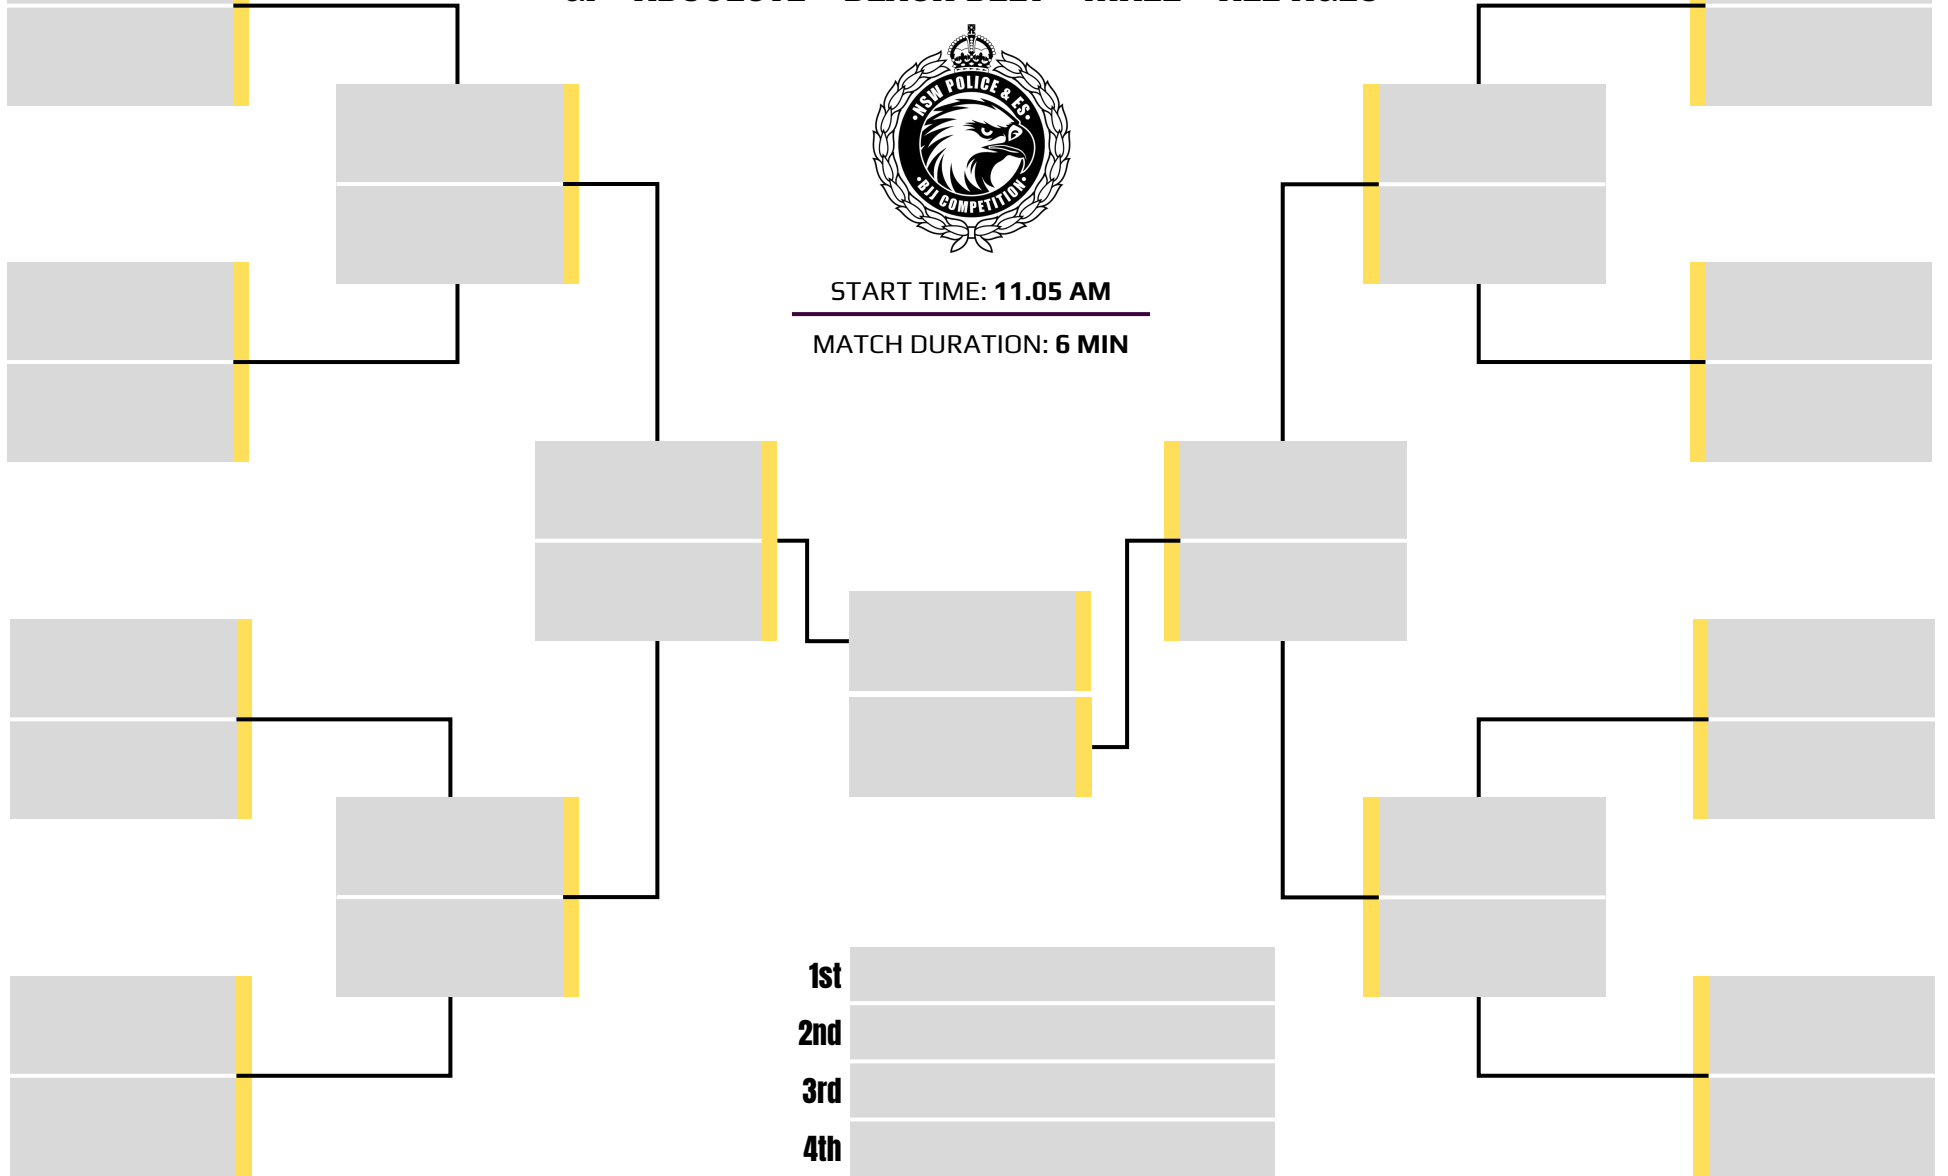 NSW POLICE & ES
BJJ COMPETITION
START TIME: 11.05 AM
MATCH DURATION: 6 MIN
1st
2nd
3rd
4th